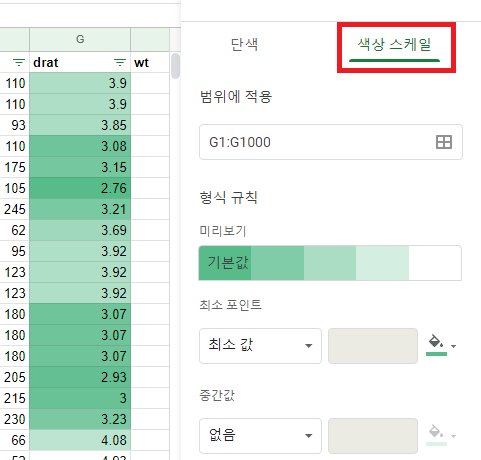 G
drat wt
110 3.9
110 3.9
93 3.85
110 3.08
175 3.15
105 2.76
245 3.21
62 3.69
95 3.92
123 3.92
123 3.92
180 3.07
180 3.07
180 3.07
205 2.93
215 3
230 3.23
66 4.08
52 4.93
단색 색상 스케일
범위에 적용
G1:G1000
형식 규칙
미리보기
기본값
최소 포인트
최소 값
중간값
없음